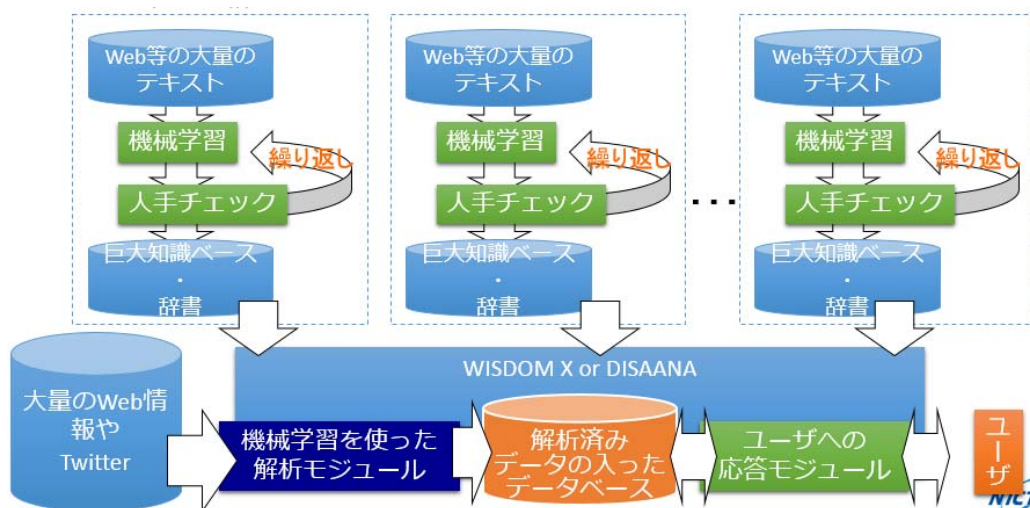 Web等の大量の
テキスト
機械学習
繰り返し
人手チェック
巨大知識ベース
・
辞書
Web等の大量の
テキスト
機械学習
繰り返し
人手チェック
巨大知識ベース
・
辞書
・・・
Web等の大量の
テキスト
機械学習
繰り返し
人手チェック
巨大知識ベース
・
辞書
WISDOM X or DISAANA
大量のWeb情
報や
Twitter
機械学習を使った
解析モジュール
解析済み
データの入った
データベース
ユーザへの
応答モジュール
ユーザ